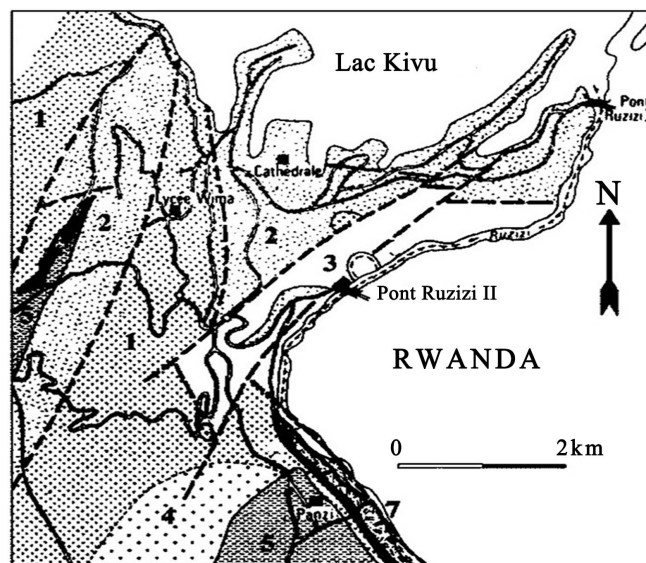 Lac Kivu
Pont
Ruzizi
1
N
Cathedrale
Lycee Wima
2
2
Ruzizi
3
Pont Ruzizi II
1
RWANDA
0 2km
4
Panzi
7
5